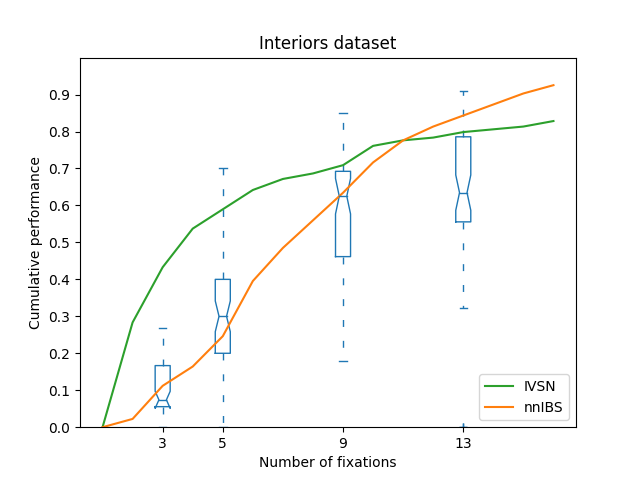 Interiors dataset
Cumulative performance
0.9
0.8
0.7
0.6
0.5
0.4
0.3
0.2
0.1
0.0
3 5 9 13
Number of fixations
IVSN
nnIBS